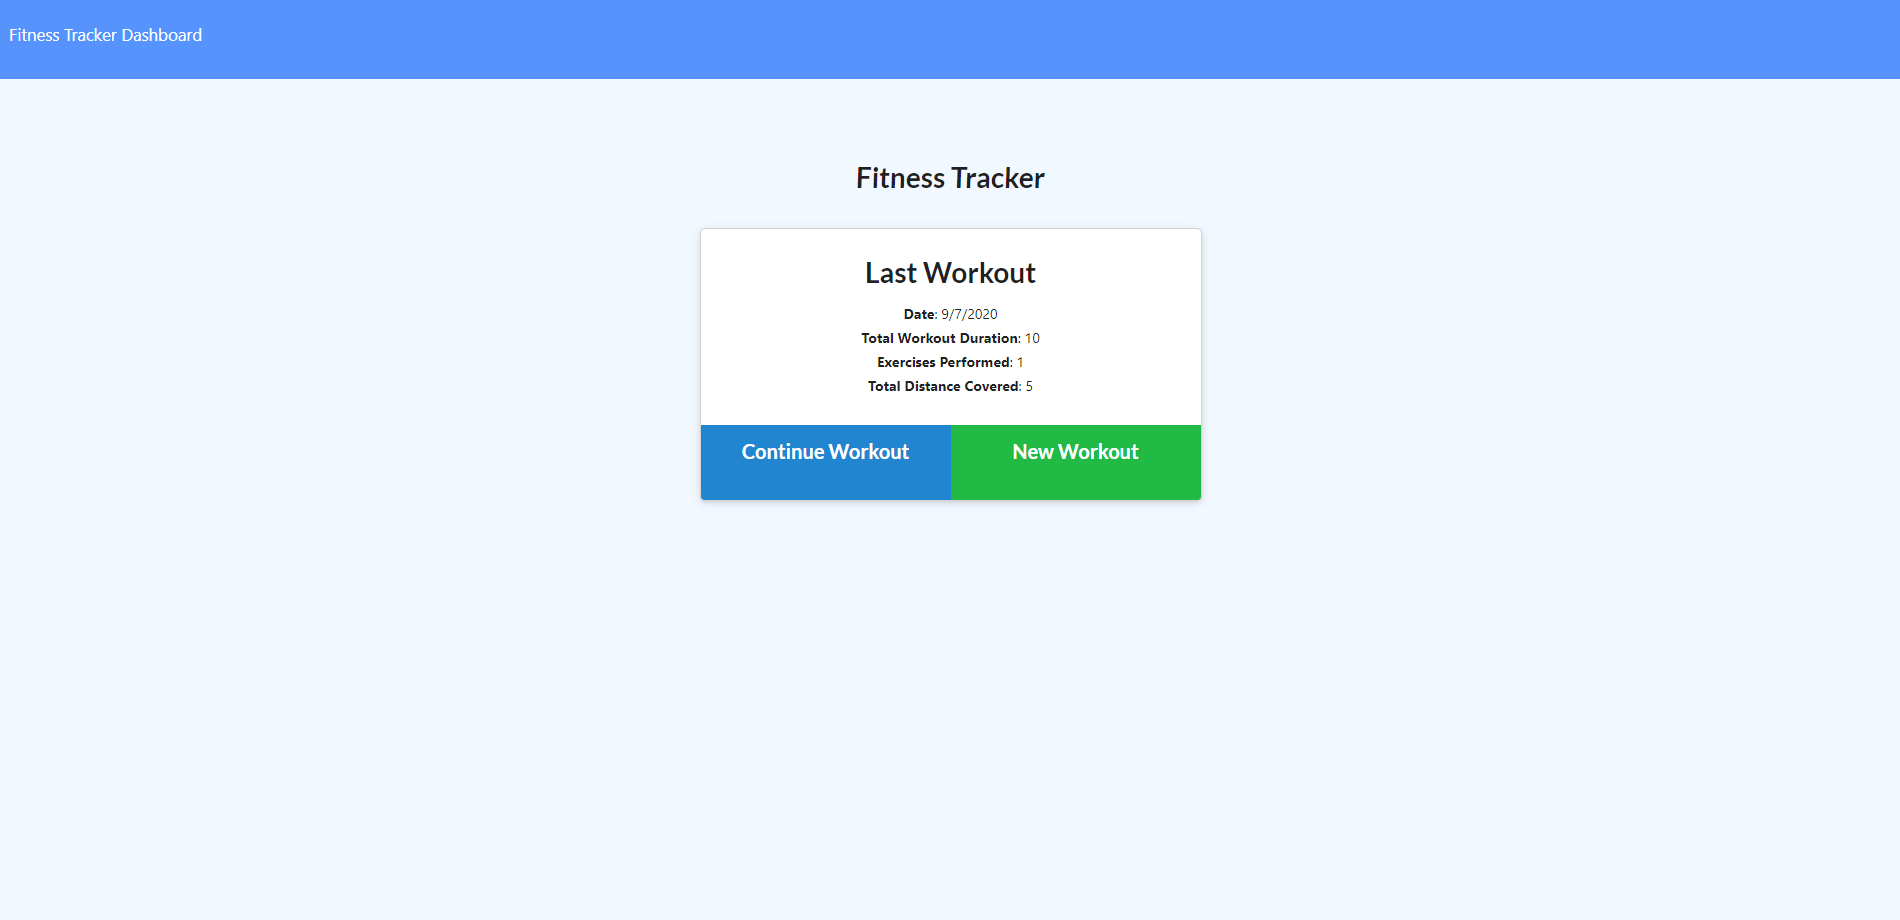 Fitness Tracker Dashboard
Fitness Tracker
Last Workout
Date: 9/7/2020
Total Workout Duration: 10
Exercises Performed: 1
Total Distance Covered: 5
Continue Workout
New Workout